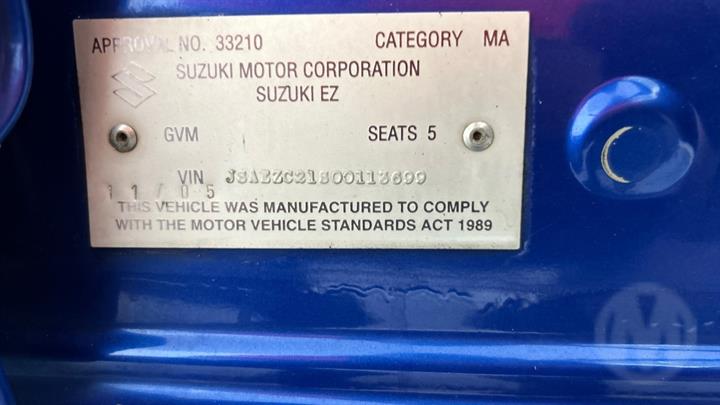 APPROVAL NO. 33210 CATEGORY MA
SUZUKI MOTOR CORPORATION
SUZUKI EZ
GVM SEATS 5
VIN JSAEZC21S00113699
11/05
THIS VEHICLE WAS MANUFACTURED TO COMPLY
WITH THE MOTOR VEHICLE STANDARDS ACT 1989
M